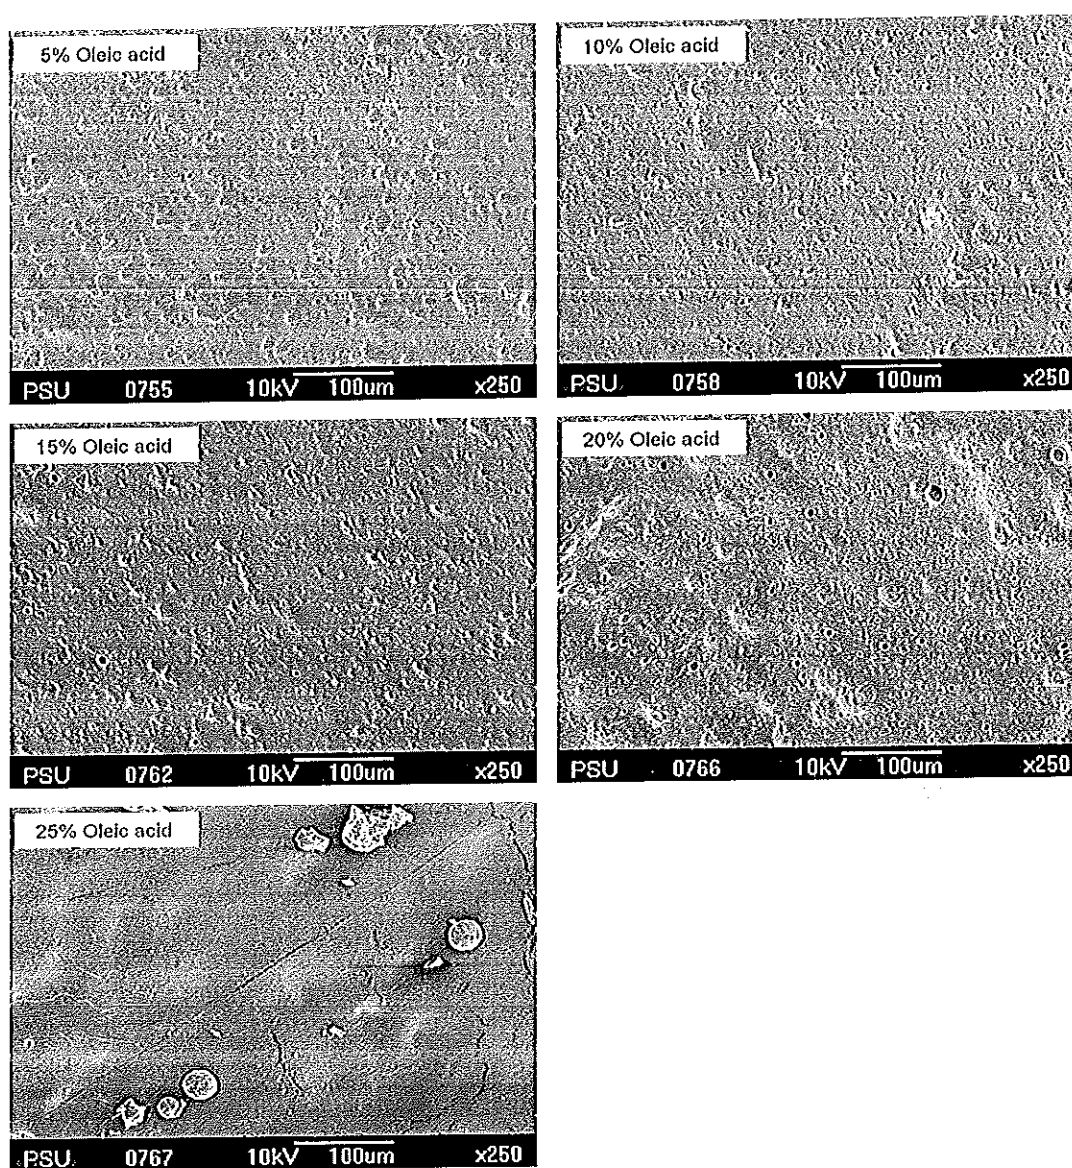 5% Oleic acid
PSU 0755 10kV 100um x250
10% Oleic acid
PSU 0758 10kV 100um x250
15% Oleic acid
PSU 0762 10kV 100um x250
20% Oleic acid
PSU 0766 10kV 100um x250
25% Oleic acid
PSU 0767 10kV 100um x250